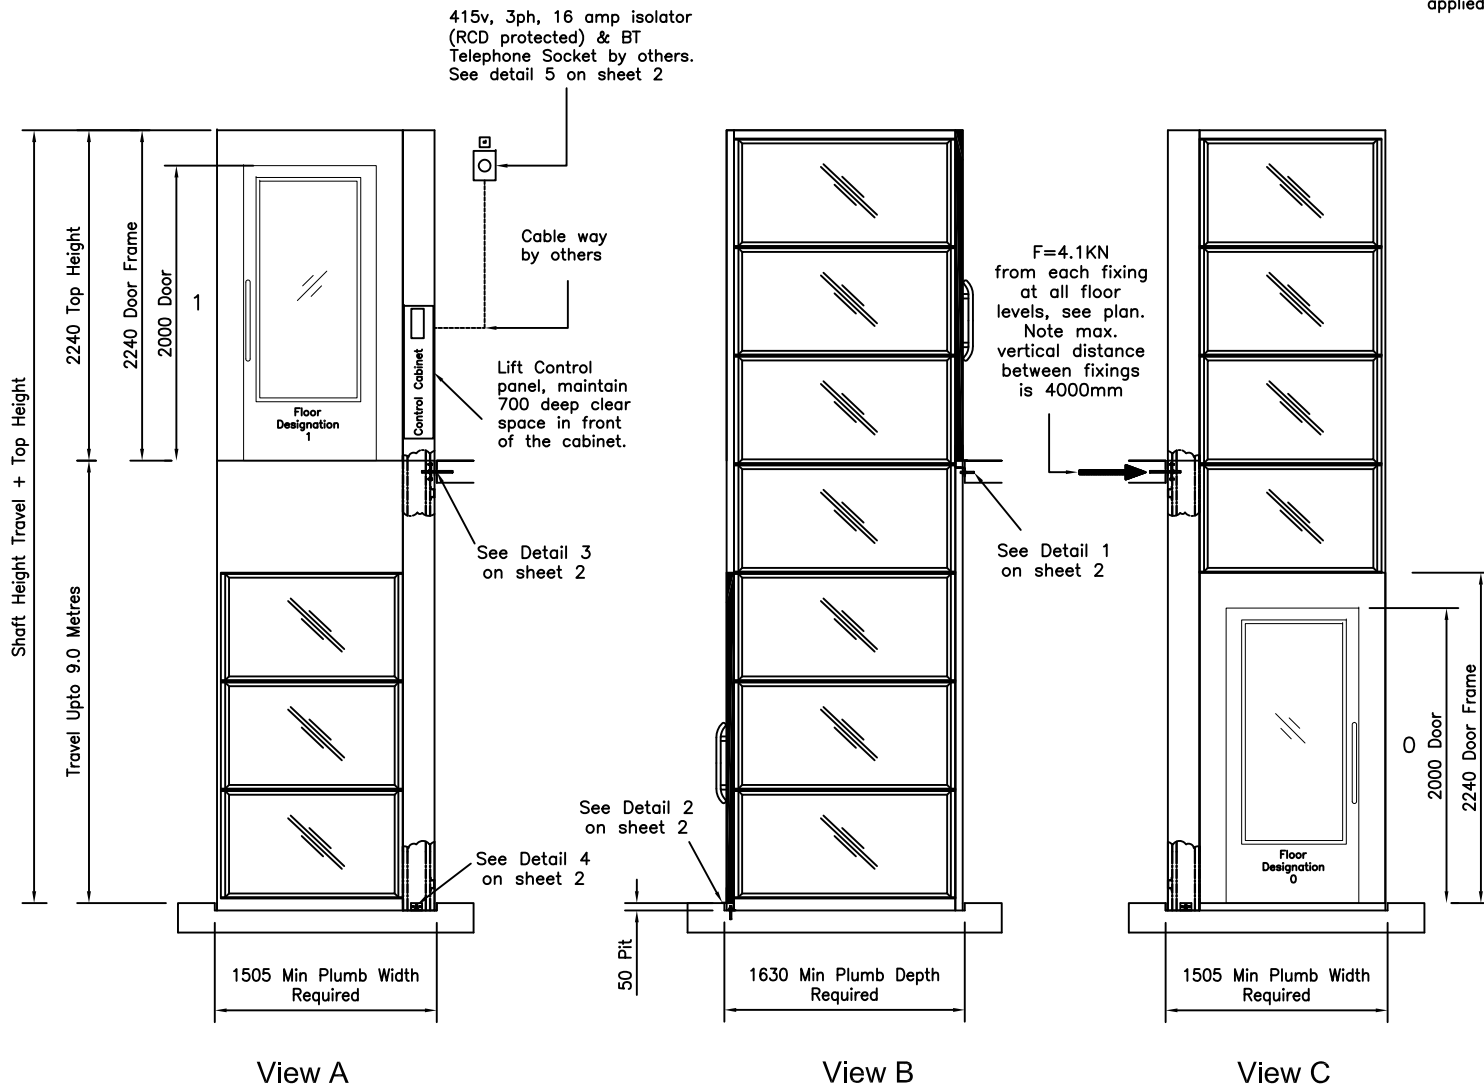 applied
415v, 3ph, 16 amp isolator
(RCD protected) & BT
Telephone Socket by others.
See detail 5 on sheet 2
Cable way
by others
Lift Control
panel, maintain
700 deep clear
space in front
of the cabinet.
Shaft Height Travel + Top Height
2240 Top Height
2240 Door Frame
2000 Door
1
Floor
Designation
1
Control Cabinet
Travel Upto 9.0 Metres
See Detail 3
on sheet 2
See Detail 4
on sheet 2
1505 Min Plumb Width
Required
View A
See Detail 2
on sheet 2
50 Pit
See Detail 1
on sheet 2
1630 Min Plumb Depth
Required
View B
F=4.1KN
from each fixing
at all floor
levels, see plan.
Note max.
vertical distance
between fixings
is 4000mm
Floor
Designation
0
0
2000 Door
2240 Door Frame
1505 Min Plumb Width
Required
View C